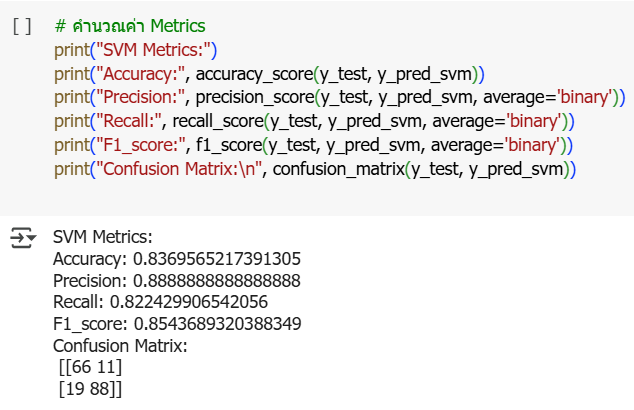 [ ] # คำนวณค่า Metrics
print("SVM Metrics:")
print("Accuracy:", accuracy_score(y_test, y_pred_svm))
print("Precision:", precision_score(y_test, y_pred_svm, average='binary'))
print("Recall:", recall_score(y_test, y_pred_svm, average='binary'))
print("F1_score:", f1_score(y_test, y_pred_svm, average='binary'))
print("Confusion Matrix:\n", confusion_matrix(y_test, y_pred_svm))
SVM Metrics:
Accuracy: 0.8369565217391305
Precision: 0.8888888888888888
Recall: 0.822429906542056
F1_score: 0.8543689320388349
Confusion Matrix:
[[66 11]
[19 88]]